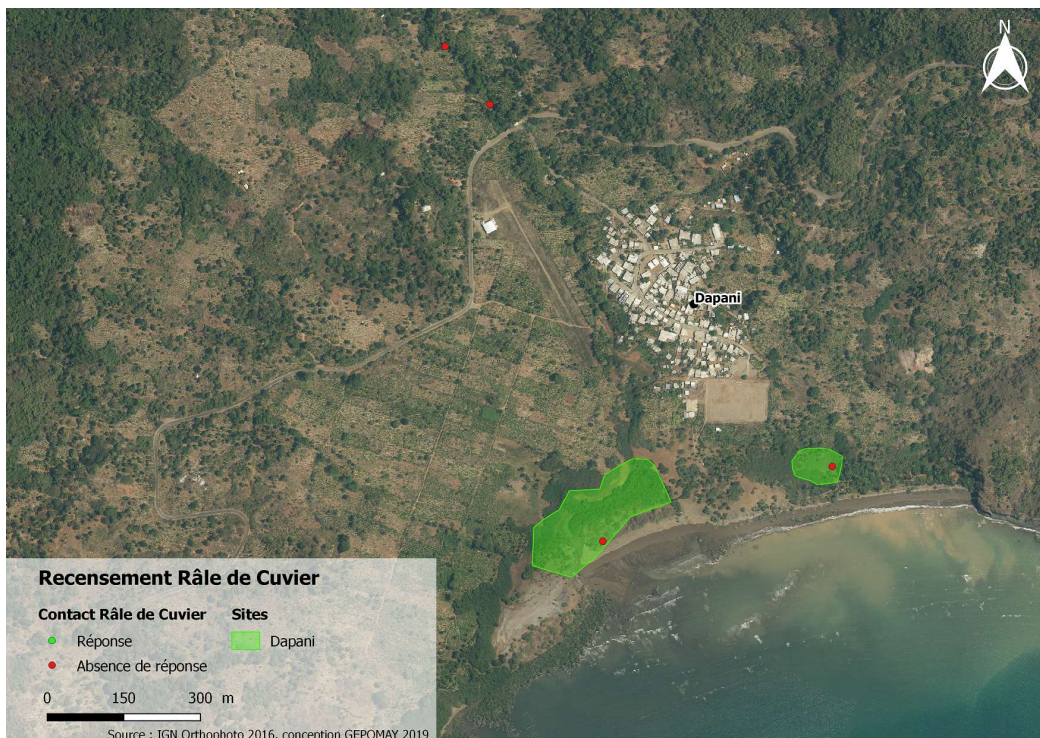 N
Dapani
Recensement Râle de Cuvier
Contact Râle de Cuvier
Réponse
Absence de réponse
Sites
Dapani
0 150 300 m
Source : IGN Orthophoto 2016, conception GEPOMAY 2019